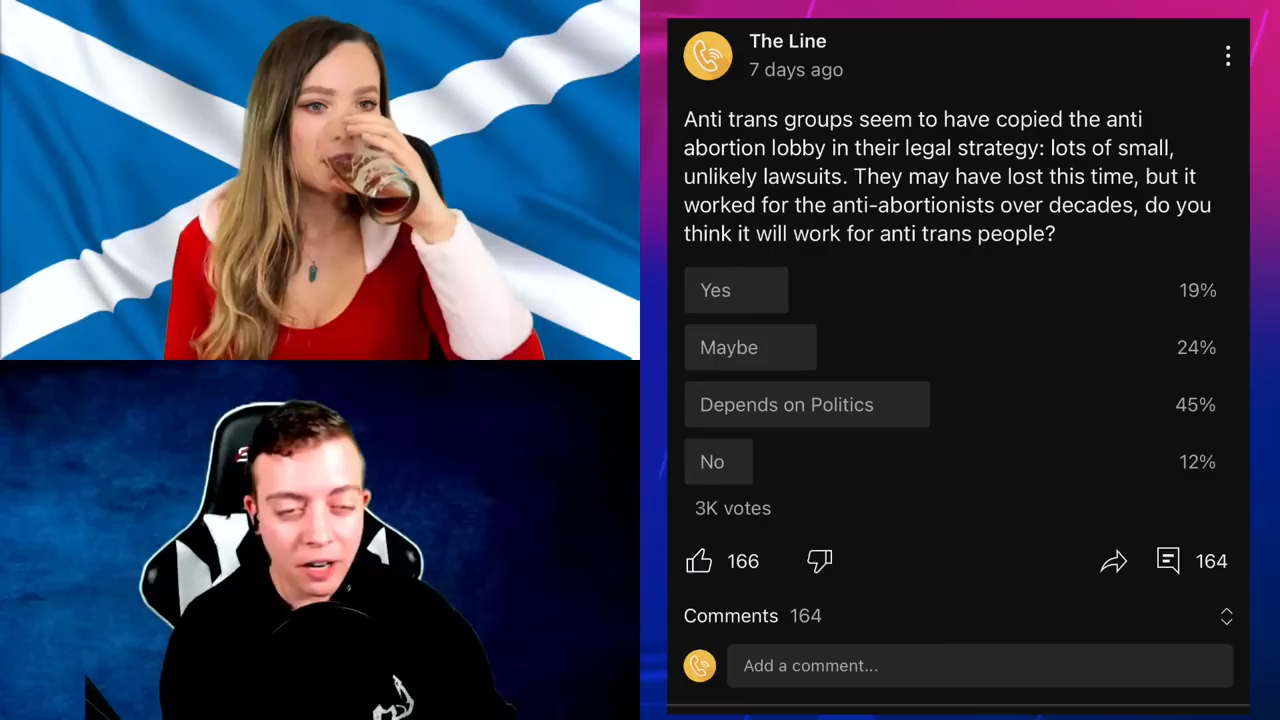 The Line
7 days ago
Anti trans groups seem to have copied the anti
abortion lobby in their legal strategy: lots of small,
unlikely lawsuits. They may have lost this time, but it
worked for the anti-abortionists over decades, do you
think it will work for anti trans people?
Yes 19%
Maybe 24%
Depends on Politics 45%
No 12%
3K votes
166 164
Comments 164
Add a comment...